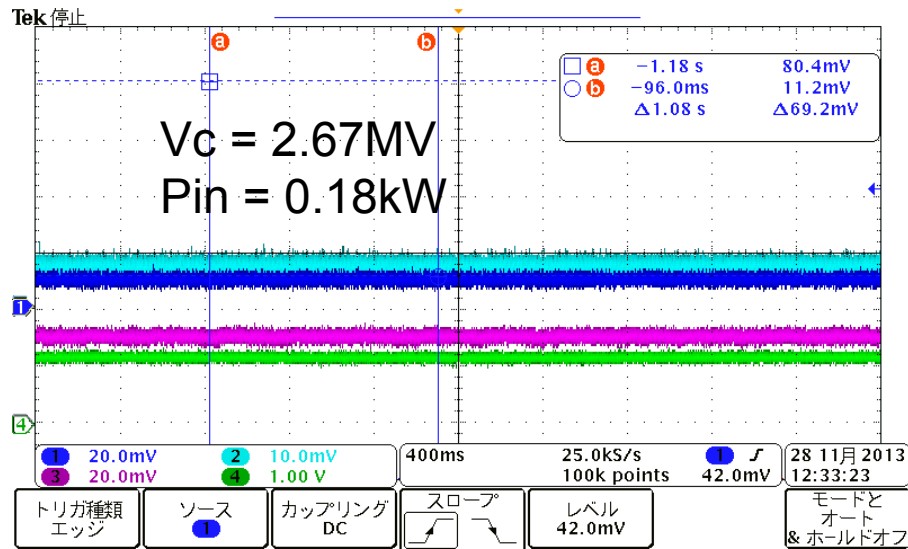 Tek 停止
a b
a −1.18 s 80.4mV
b −96.0ms 11.2mV
Δ1.08 s Δ69.2mV
Vc = 2.67MV
Pin = 0.18kW
1
4
1 20.0mV 2 10.0mV
3 20.0mV 4 1.00 V
400ms 25.0kS/s 1
100k points 42.0mV
28 11月 2013
12:33:23
トリガ種類
エッジ
ソース
1
カップリング
DC
スロープ
レベル
42.0mV
モードと
オート
& ホールドオフ